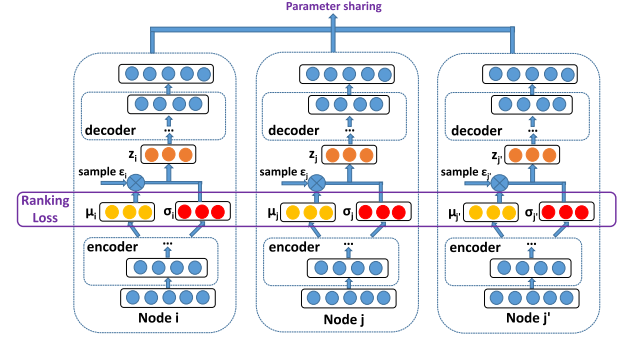 Parameter sharing
decoder
...
z_i
sample ε_i
Ranking
Loss
μ_i
σ_i
encoder
...
Node i
decoder
...
z_j
sample ε_j
μ_j
σ_j
encoder
...
Node j
decoder
...
z_j'
sample ε_j'
μ_j'
σ_j'
encoder
...
Node j'